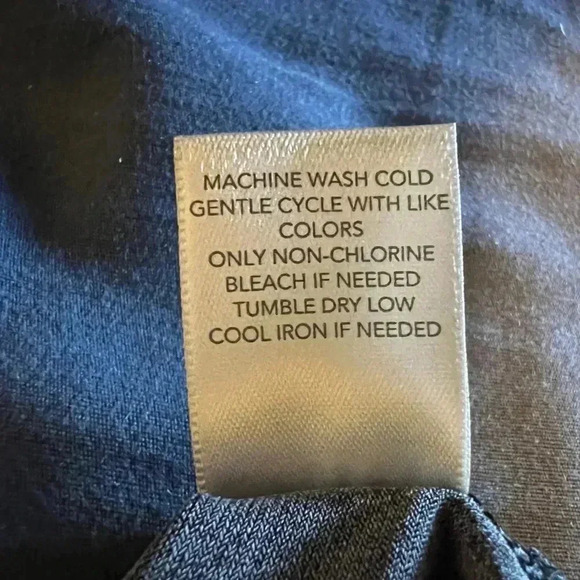 MACHINE WASH COLD
GENTLE CYCLE WITH LIKE
COLORS
ONLY NON-CHLORINE
BLEACH IF NEEDED
TUMBLE DRY LOW
COOL IRON IF NEEDED